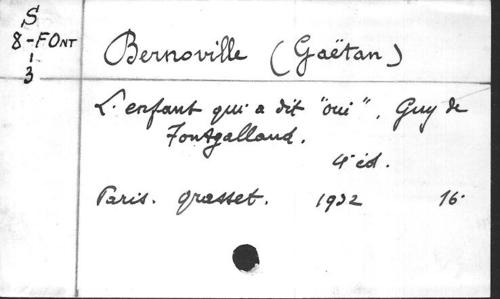 S
8-FONT
1
3
Bernoville (Gaëtan)
L'enfant qui a dit "oui", Guy de
Fontgalland.
4e éd.
Paris. Grasset. 1932 16°